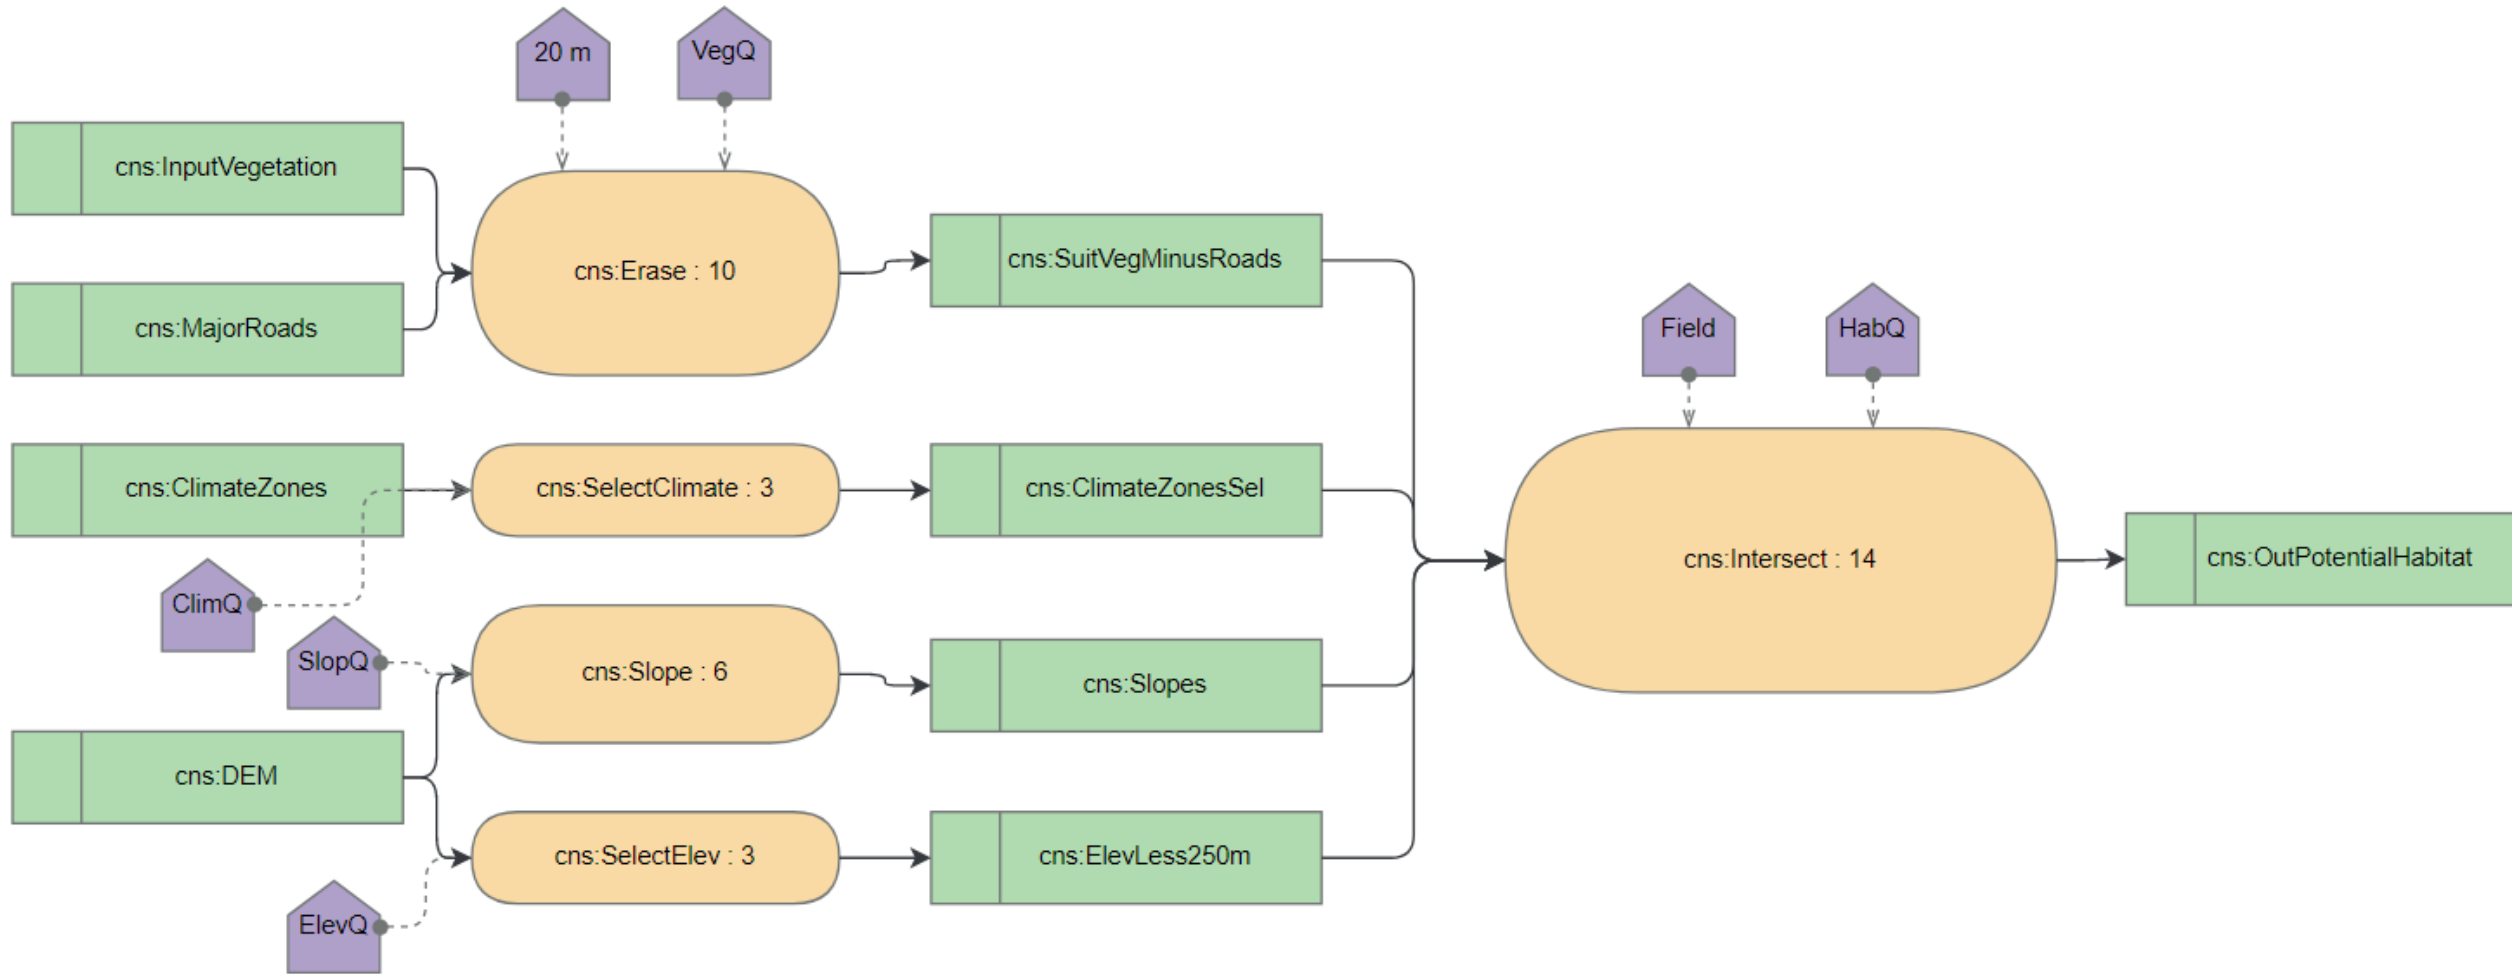 20 m
VegQ
cns:InputVegetation
cns:MajorRoads
cns:Erase : 10
cns:SuitVegMinusRoads
Field
HabQ
cns:ClimateZones
cns:SelectClimate : 3
cns:ClimateZonesSel
cns:Intersect : 14
cns:OutPotentialHabitat
ClimQ
SlopQ
cns:Slope : 6
cns:Slopes
cns:DEM
cns:SelectElev : 3
cns:ElevLess250m
ElevQ